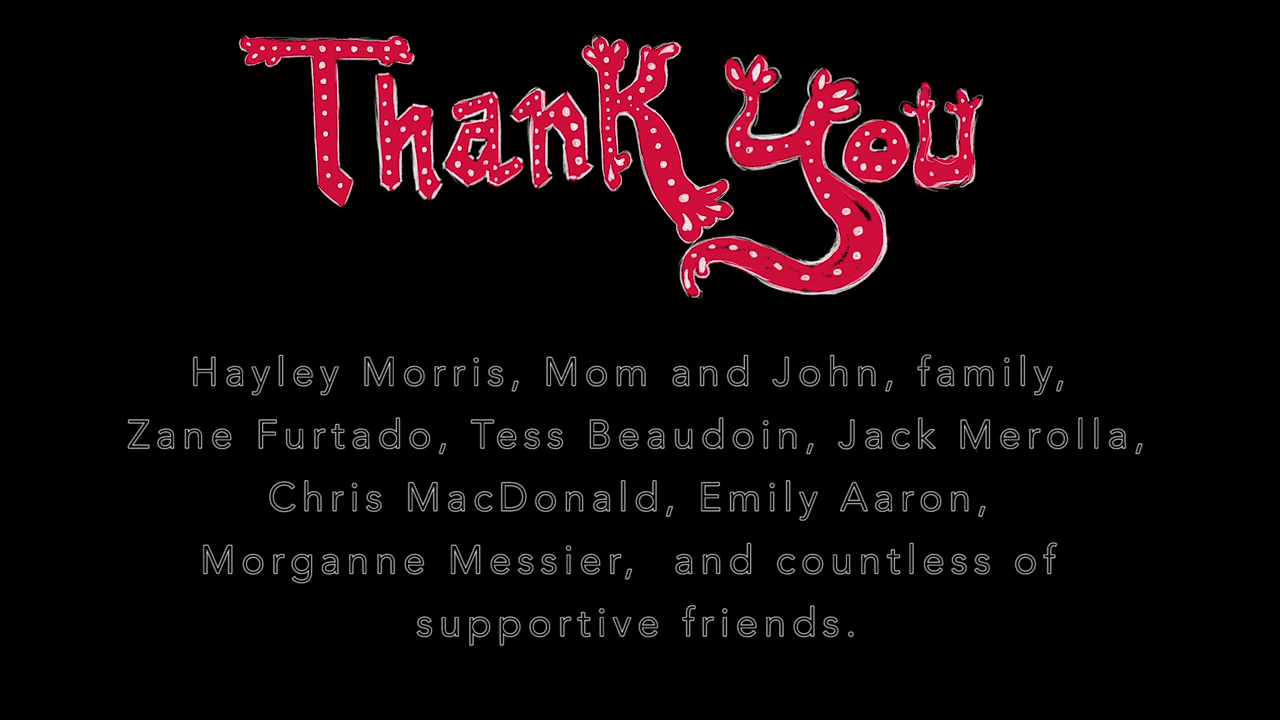 Thank You
Hayley Morris, Mom and John, family,
Zane Furtado, Tess Beaudoin, Jack Merolla,
Chris MacDonald, Emily Aaron,
Morganne Messier, and countless of
supportive friends.